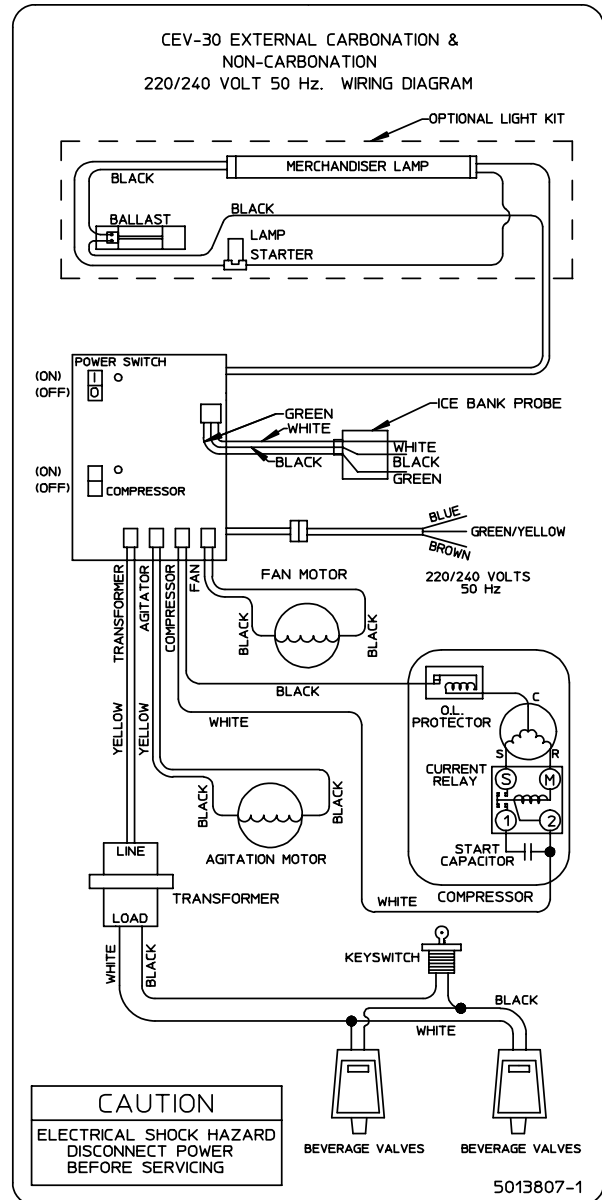 CEV-30 EXTERNAL CARBONATION &
NON-CARBONATION
220/240 VOLT 50 Hz. WIRING DIAGRAM
OPTIONAL LIGHT KIT
MERCHANDISER LAMP
BLACK
BALLAST
BLACK
LAMP
STARTER
POWER SWITCH
(ON)
I
(OFF)
O
GREEN
WHITE
BLACK
ICE BANK PROBE
WHITE
BLACK
GREEN
(ON)
(OFF)
COMPRESSOR
BLUE
GREEN/YELLOW
BROWN
220/240 VOLTS
50 Hz
TRANSFORMER
AGITATOR
COMPRESSOR
FAN
FAN MOTOR
BLACK
BLACK
BLACK
WHITE
YELLOW
YELLOW
BLACK
BLACK
AGITATION MOTOR
O.L.
PROTECTOR
C
S
R
CURRENT
RELAY
S
M
1
2
START
CAPACITOR
COMPRESSOR
WHITE
LINE
TRANSFORMER
LOAD
WHITE
BLACK
KEYSWITCH
BLACK
WHITE
BEVERAGE VALVES
BEVERAGE VALVES
CAUTION
ELECTRICAL SHOCK HAZARD
DISCONNECT POWER
BEFORE SERVICING
5013807-1